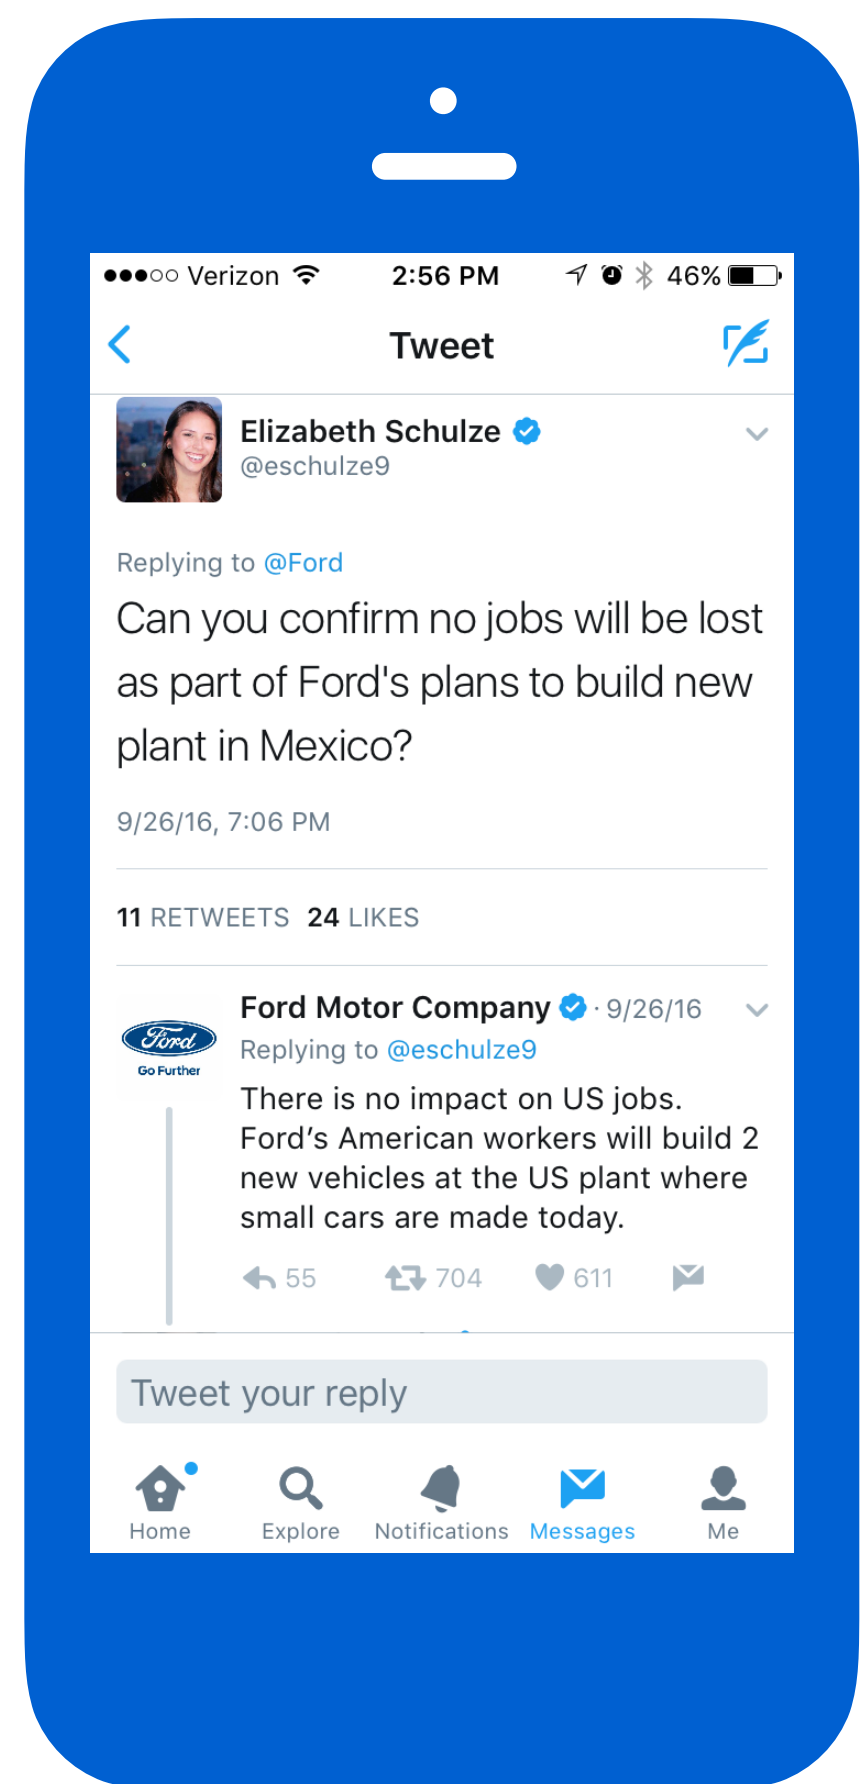 Verizon 2:56 PM 46%
Tweet
Elizabeth Schulze
@eschulze9
Replying to @Ford
Can you confirm no jobs will be lost
as part of Ford's plans to build new
plant in Mexico?
9/26/16, 7:06 PM
11 RETWEETS 24 LIKES
Ford Motor Company · 9/26/16
Ford
Go Further
Replying to @eschulze9
There is no impact on US jobs.
Ford’s American workers will build 2
new vehicles at the US plant where
small cars are made today.
55 704 611
Tweet your reply
Home Explore Notifications Messages Me